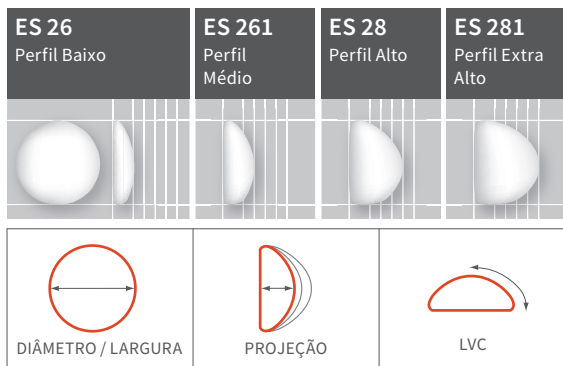 ES 26
Perfil Baixo
ES 261
Perfil
Médio
ES 28
Perfil Alto
ES 281
Perfil Extra
Alto
DIÂMETRO / LARGURA
PROJEÇÃO
LVC